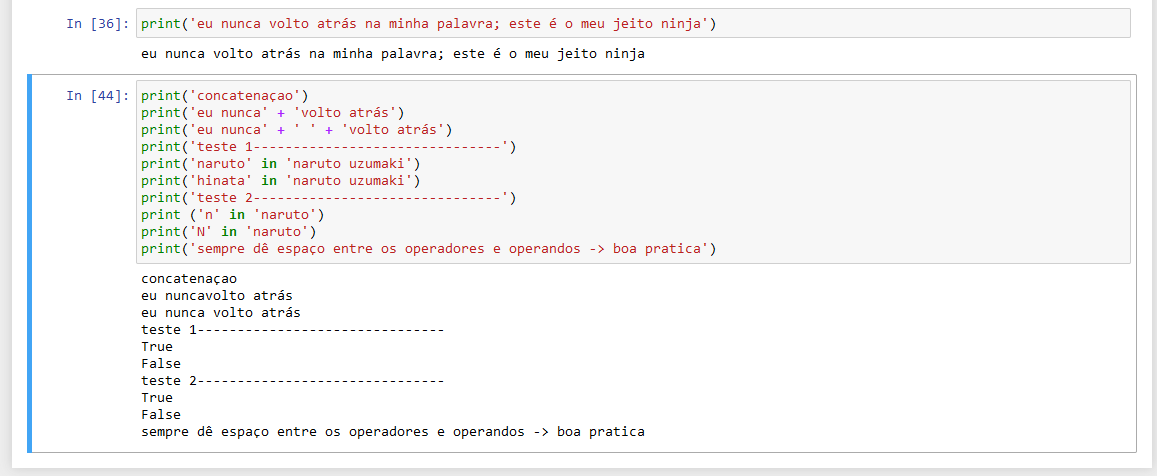 In [36]: print('eu nunca volto atrás na minha palavra; este é o meu jeito ninja')
eu nunca volto atrás na minha palavra; este é o meu jeito ninja
In [44]: print('concatenaçao')
print('eu nunca' + 'volto atrás')
print('eu nunca' + ' ' + 'volto atrás')
print('teste 1-------------------------------')
print('naruto' in 'naruto uzumaki')
print('hinata' in 'naruto uzumaki')
print('teste 2-------------------------------')
print ('n' in 'naruto')
print('N' in 'naruto')
print('sempre dê espaço entre os operadores e operandos -> boa pratica')
concatenaçao
eu nuncavolto atrás
eu nunca volto atrás
teste 1-------------------------------
True
False
teste 2-------------------------------
True
False
sempre dê espaço entre os operadores e operandos -> boa pratica